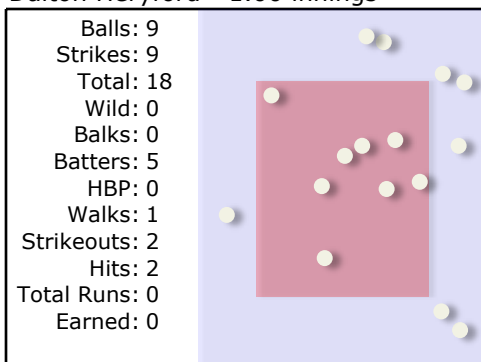 Balls: 9
Strikes: 9
Total: 18
Wild: 0
Balks: 0
Batters: 5
HBP: 0
Walks: 1
Strikeouts: 2
Hits: 2
Total Runs: 0
Earned: 0